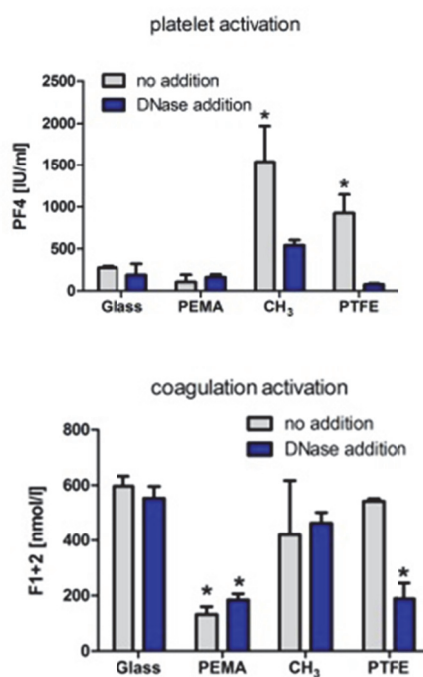 platelet activation
no addition
DNase addition
PF4 [IU/ml]
2500
2000
1500
1000
500
0
*
*
Glass PEMA CH₃ PTFE
coagulation activation
no addition
DNase addition
F1+2 [nmol/l]
800
600
400
200
0
*
*
*
Glass PEMA CH₃ PTFE